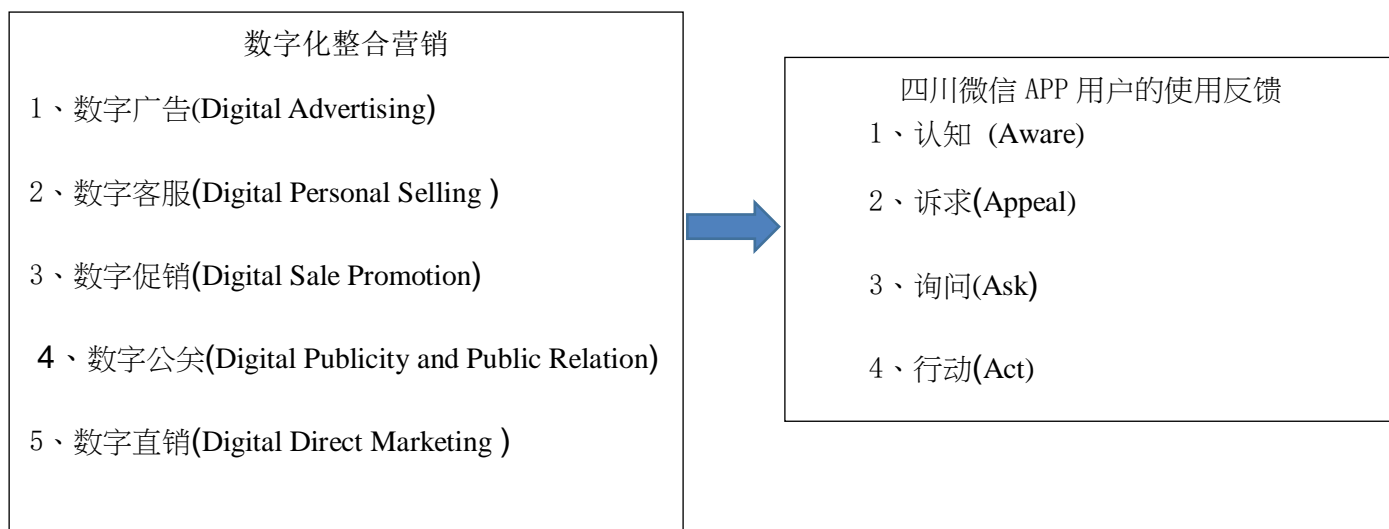 数字化整合营销
1、数字广告(Digital Advertising)
2、数字客服(Digital Personal Selling )
3、数字促销(Digital Sale Promotion)
4、数字公关(Digital Publicity and Public Relation)
5、数字直销(Digital Direct Marketing )
四川微信 APP 用户的使用反馈
1、认知 (Aware)
2、诉求(Appeal)
3、询问(Ask)
4、行动(Act)